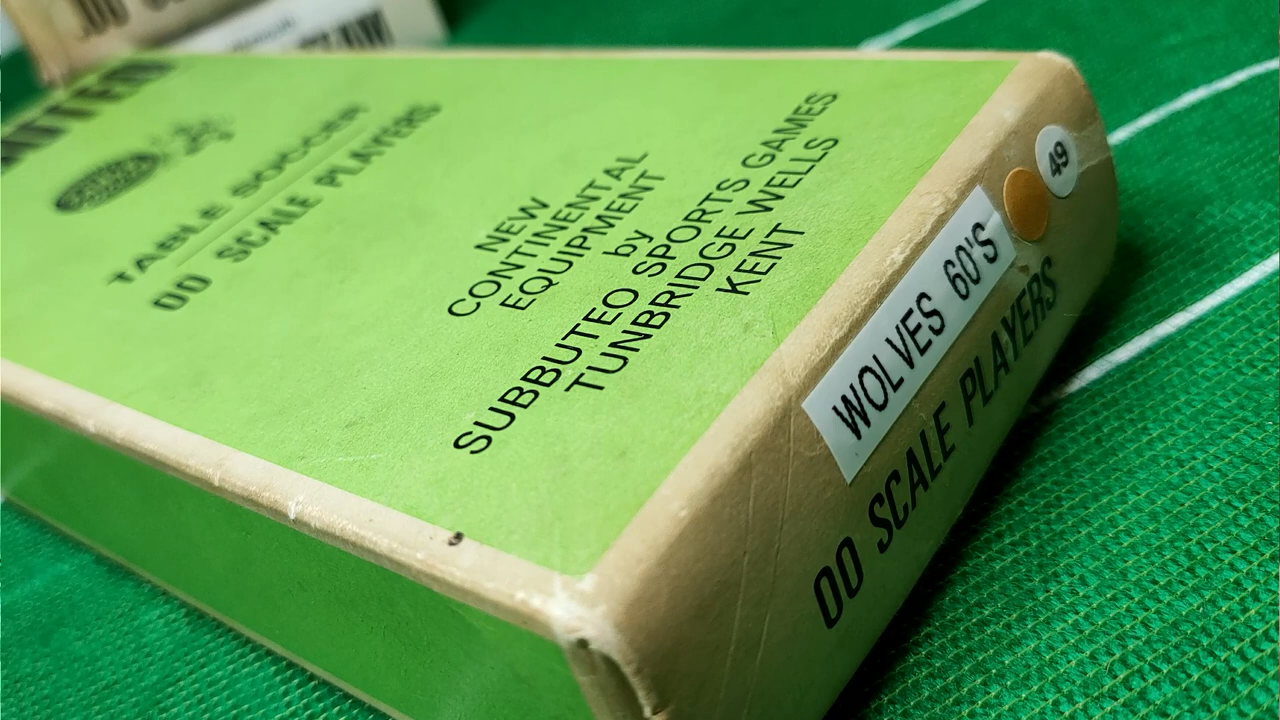 TABLE SOCCER
OO SCALE PLAYERS
NEW
CONTINENTAL
EQUIPMENT
by
SUBBUTEO SPORTS GAMES
TUNBRIDGE WELLS
KENT
49
WOLVES 60'S
OO SCALE PLAYERS